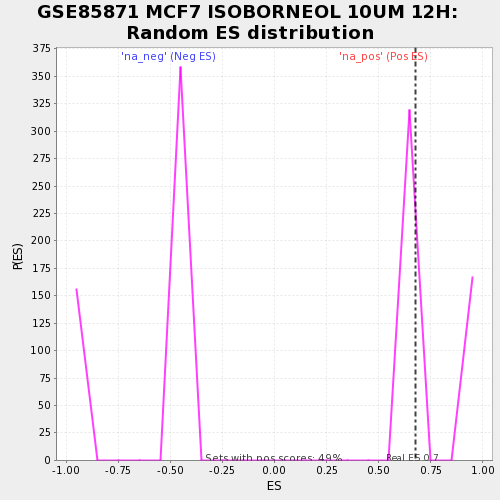 GSE85871 MCF7 ISOBORNEOL 10UM 12H:
Random ES distribution
'na_neg' (Neg ES)
'na_pos' (Pos ES)
375
350
325
300
275
250
225
200
175
150
125
100
75
50
25
0
P(ES)
Sets with pos scores: 49%
Real ES 0.7
-1.00 -0.75 -0.50 -0.25 0.00 0.25 0.50 0.75 1.00
ES